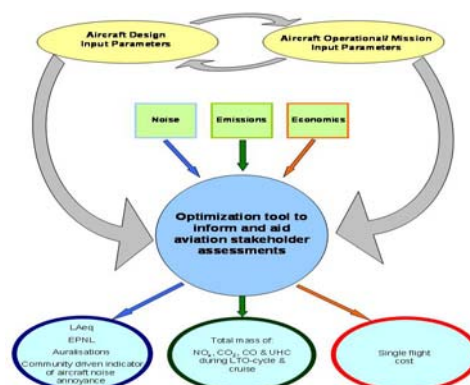 Aircraft Design
Input Parameters
Aircraft Operational/ Mission
Input Parameters
Noise
Emissions
Economics
Optimization tool to
inform and aid
aviation stakeholder
assessments
LAeq
EPNL
Auralisations
Community driven indicator
of aircraft noise
annoyance
Total mass of:
NOₓ, CO₂, CO & UHC
during LTO-cycle &
cruise
Single flight
cost